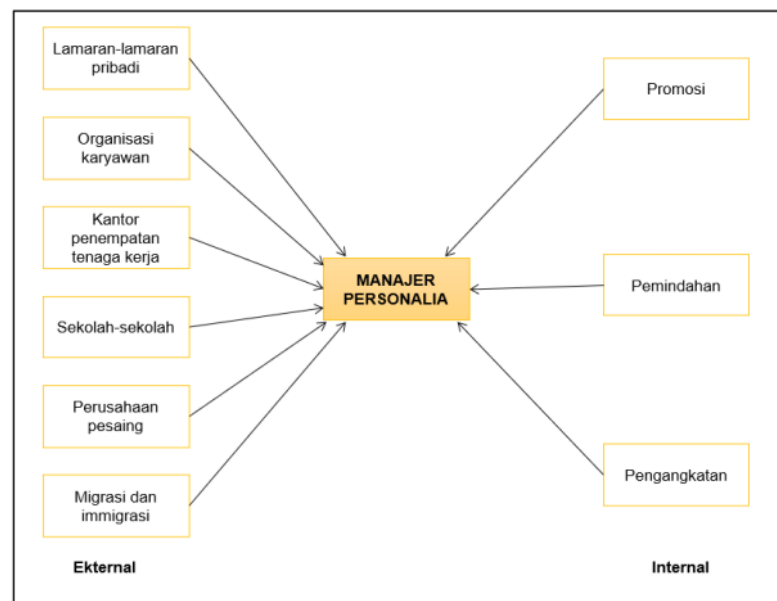 Lamaran-lamaran
pribadi
Organisasi
karyawan
Kantor
penempatan
tenaga kerja
Sekolah-sekolah
Perusahaan
pesaing
Migrasi dan
immigrasi
Ekternal
MANAJER
PERSONALIA
Promosi
Pemindahan
Pengangkatan
Internal